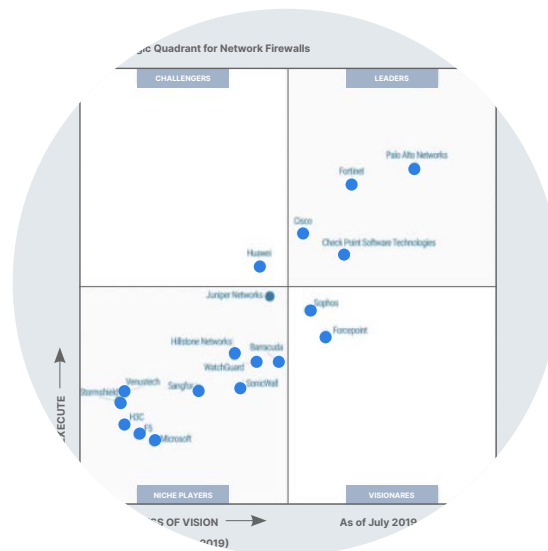 Quadrant for Network Firewalls
CHALLENGERS
LEADERS
Palo Alto Networks
Fortinet
Cisco
Check Point Software Technologies
Huawei
Juniper Networks
Sophos
Forcepoint
Hillstone Networks
Barracuda
WatchGuard
Venustech
Sangfor
SonicWall
Stormshield
H3C
F5
Microsoft
NICHE PLAYERS
VISIONARES
OF VISION
As of July 2019
2019)